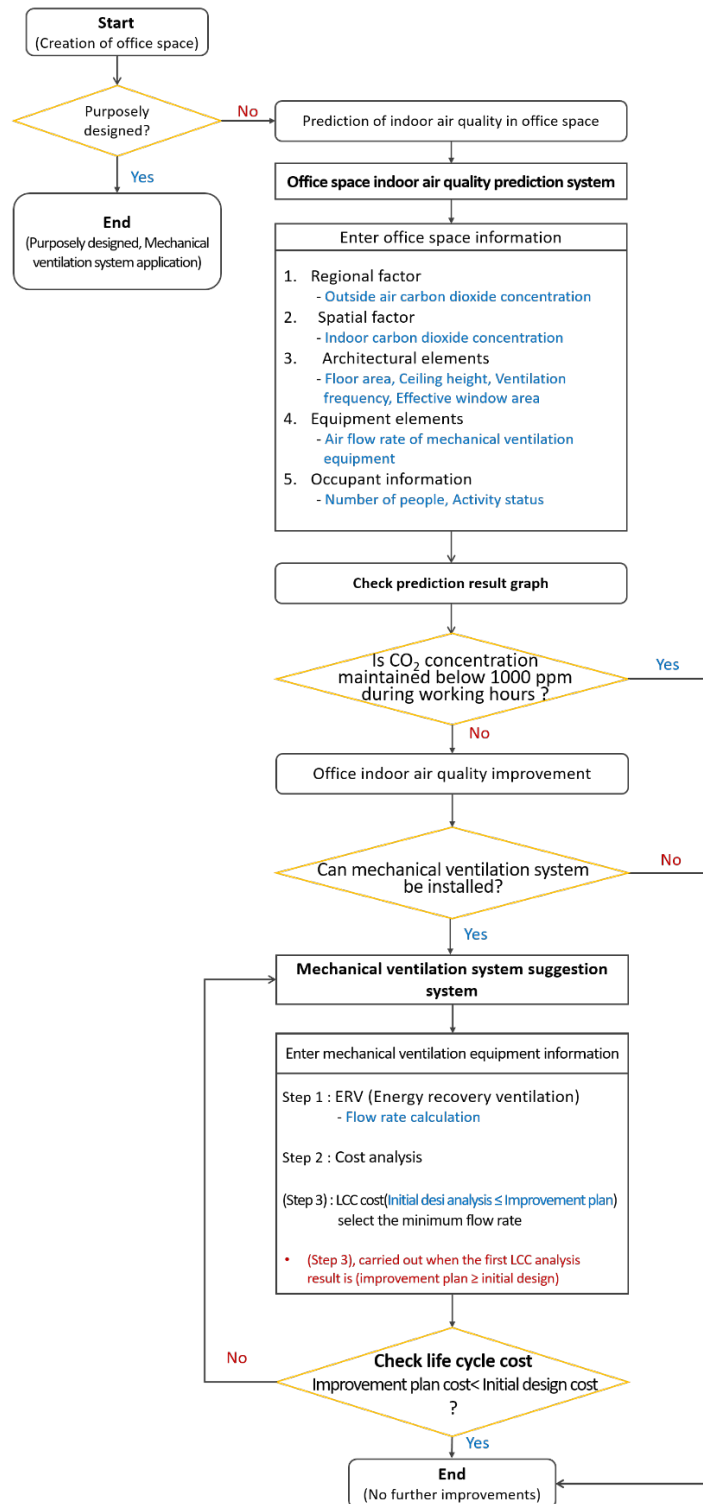 Start
(Creation of office space)
Purposely
designed?
No
Prediction of indoor air quality in office space
Yes
Office space indoor air quality prediction system
End
(Purposely designed, Mechanical
ventilation system application)
Enter office space information
1. Regional factor
- Outside air carbon dioxide concentration
2. Spatial factor
- Indoor carbon dioxide concentration
3. Architectural elements
- Floor area, Ceiling height, Ventilation
frequency, Effective window area
4. Equipment elements
- Air flow rate of mechanical ventilation
equipment
5. Occupant information
- Number of people, Activity status
Check prediction result graph
Is CO₂ concentration
maintained below 1000 ppm
during working hours ?
Yes
No
Office indoor air quality improvement
Can mechanical ventilation system
be installed?
No
Yes
Mechanical ventilation system suggestion
system
Enter mechanical ventilation equipment information
Step 1 : ERV (Energy recovery ventilation)
- Flow rate calculation
Step 2 : Cost analysis
(Step 3) : LCC cost(Initial desi analysis ≤ Improvement plan)
select the minimum flow rate
• (Step 3), carried out when the first LCC analysis
result is (improvement plan ≥ initial design)
No
Check life cycle cost
Improvement plan cost< Initial design cost
?
Yes
End
(No further improvements)